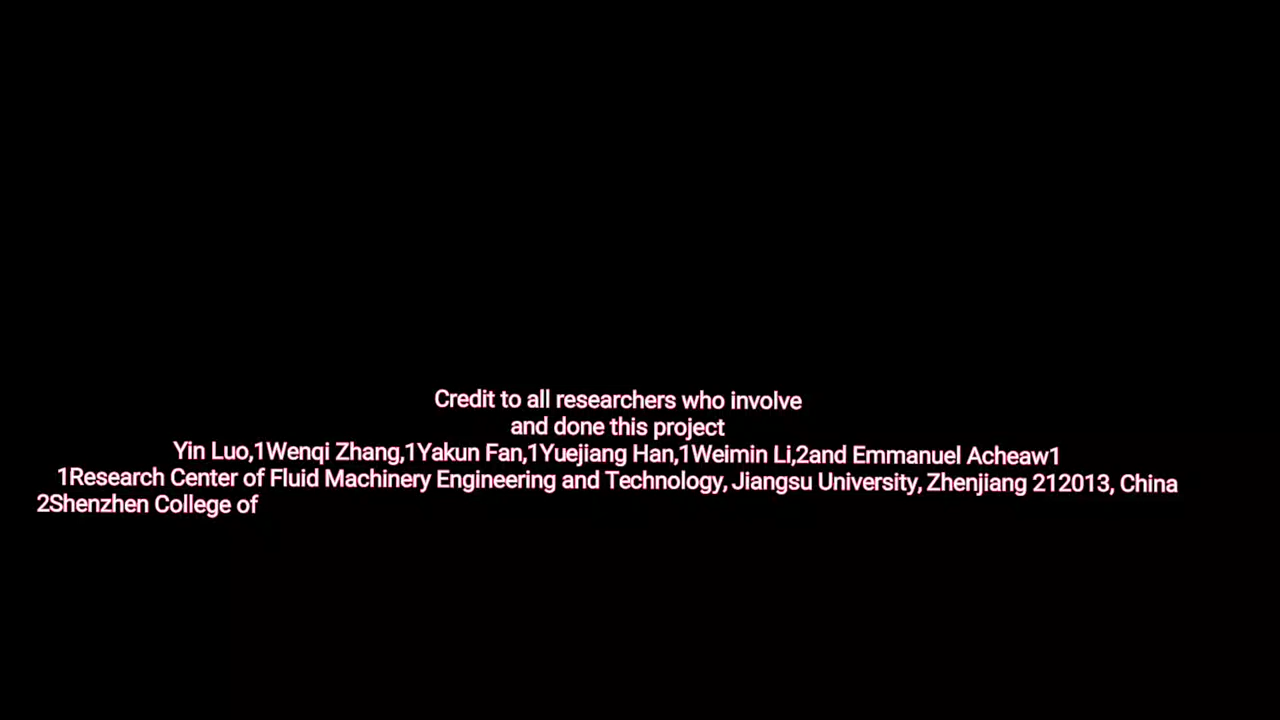 Credit to all researchers who involve
and done this project
Yin Luo,1Wenqi Zhang,1Yakun Fan,1Yuejiang Han,1Weimin Li,2and Emmanuel Acheaw1
1Research Center of Fluid Machinery Engineering and Technology, Jiangsu University, Zhenjiang 212013, China
2Shenzhen College of